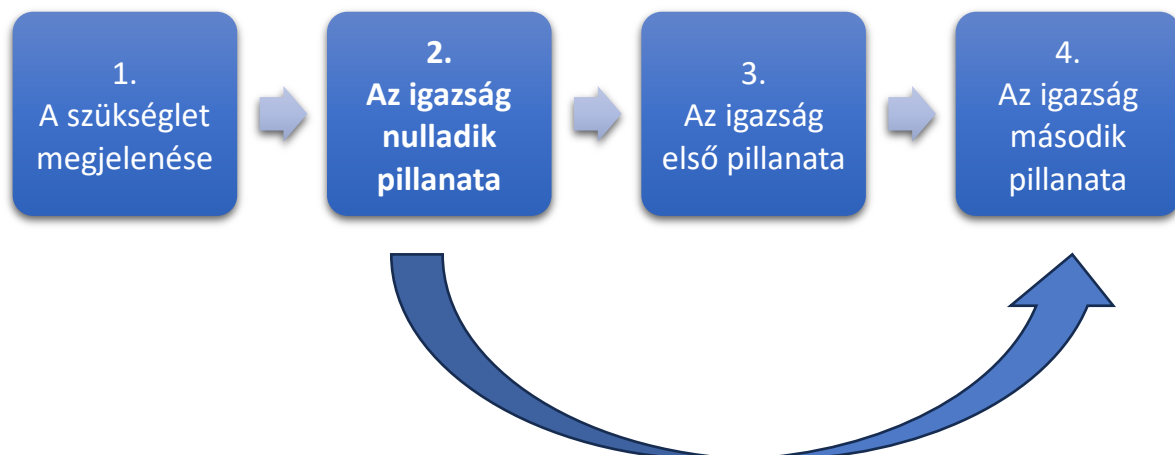 1.
A szükséglet
megjelenése
2.
Az igazság
nulladik
pillanata
3.
Az igazság
első pillanata
4.
Az igazság
második
pillanata